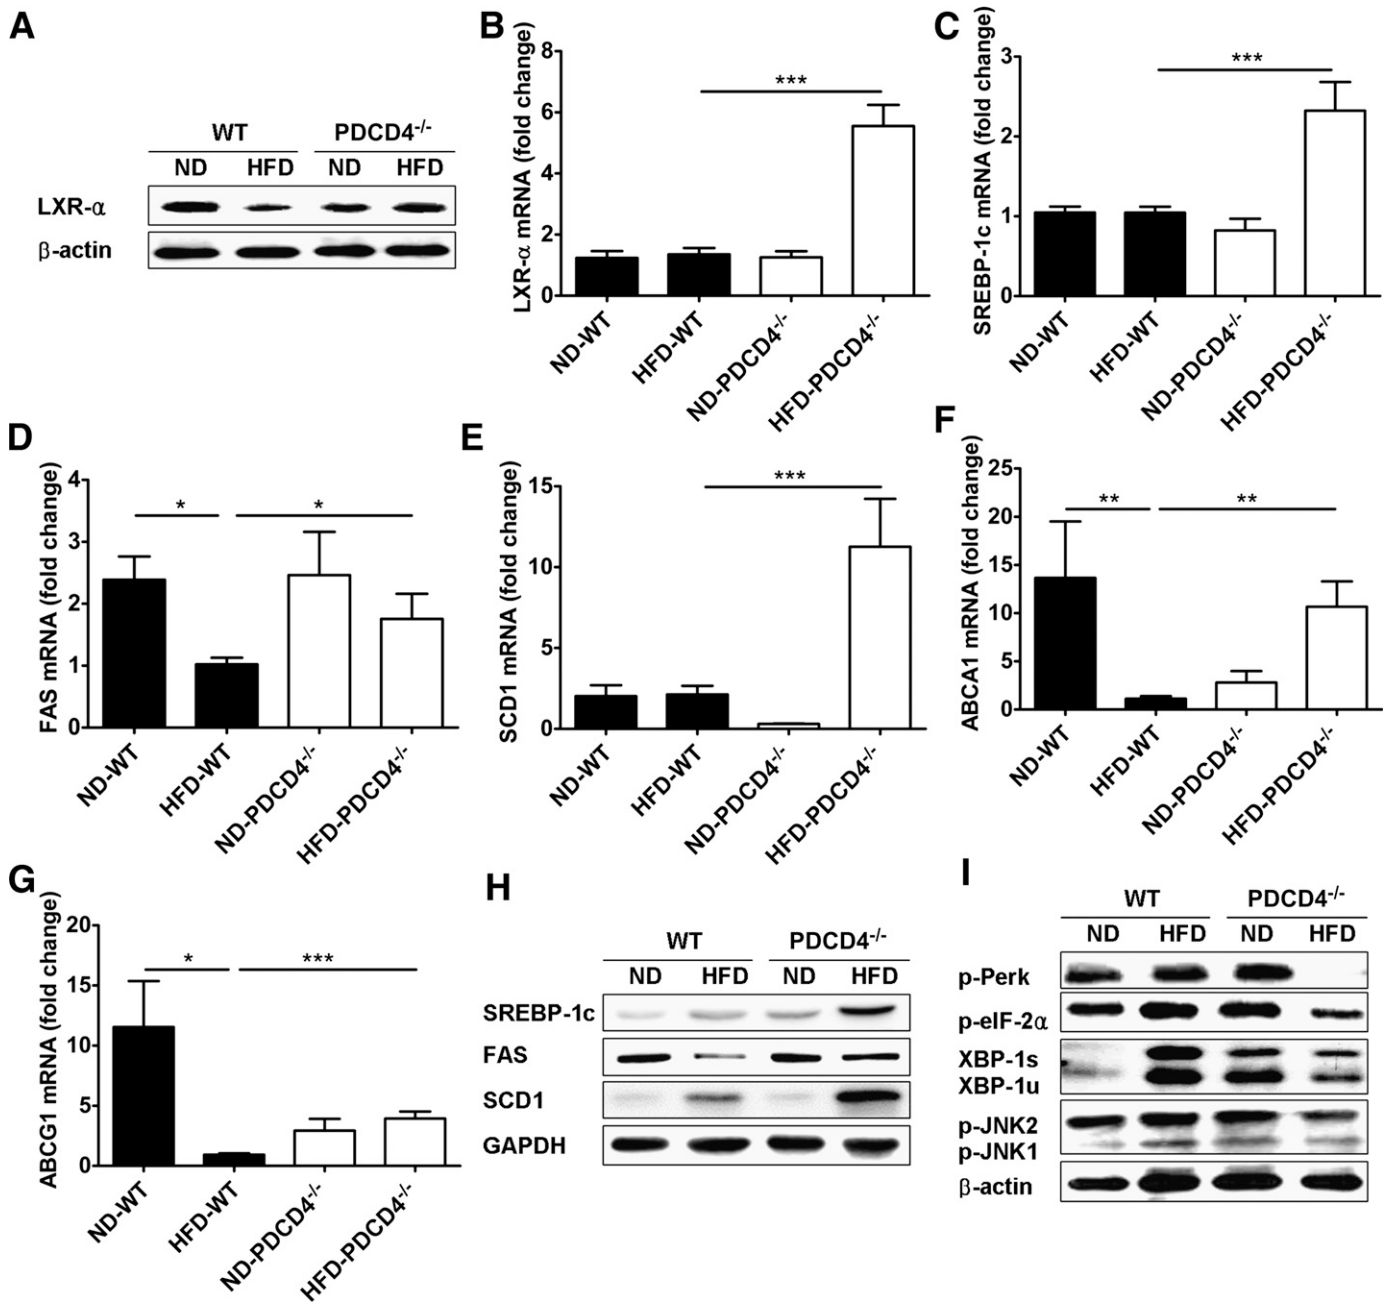 A
WT PDCD4-/-
ND HFD ND HFD
LXR-α
β-actin
B
LXR-α mRNA (fold change)
8
6
4
2
0
***
ND-WT
HFD-WT
ND-PDCD4-/-
HFD-PDCD4-/-
C
SREBP-1c mRNA (fold change)
3
2
1
0
***
ND-WT
HFD-WT
ND-PDCD4-/-
HFD-PDCD4-/-
D
FAS mRNA (fold change)
4
3
2
1
0
* *
ND-WT
HFD-WT
ND-PDCD4-/-
HFD-PDCD4-/-
E
SCD1 mRNA (fold change)
15
10
5
0
***
ND-WT
HFD-WT
ND-PDCD4-/-
HFD-PDCD4-/-
F
ABCA1 mRNA (fold change)
25
20
15
10
5
0
** **
ND-WT
HFD-WT
ND-PDCD4-/-
HFD-PDCD4-/-
G
ABCG1 mRNA (fold change)
20
15
10
5
0
* ***
ND-WT
HFD-WT
ND-PDCD4-/-
HFD-PDCD4-/-
H
WT PDCD4-/-
ND HFD ND HFD
SREBP-1c
FAS
SCD1
GAPDH
I
WT PDCD4-/-
ND HFD ND HFD
p-Perk
p-eIF-2α
XBP-1s
XBP-1u
p-JNK2
p-JNK1
β-actin